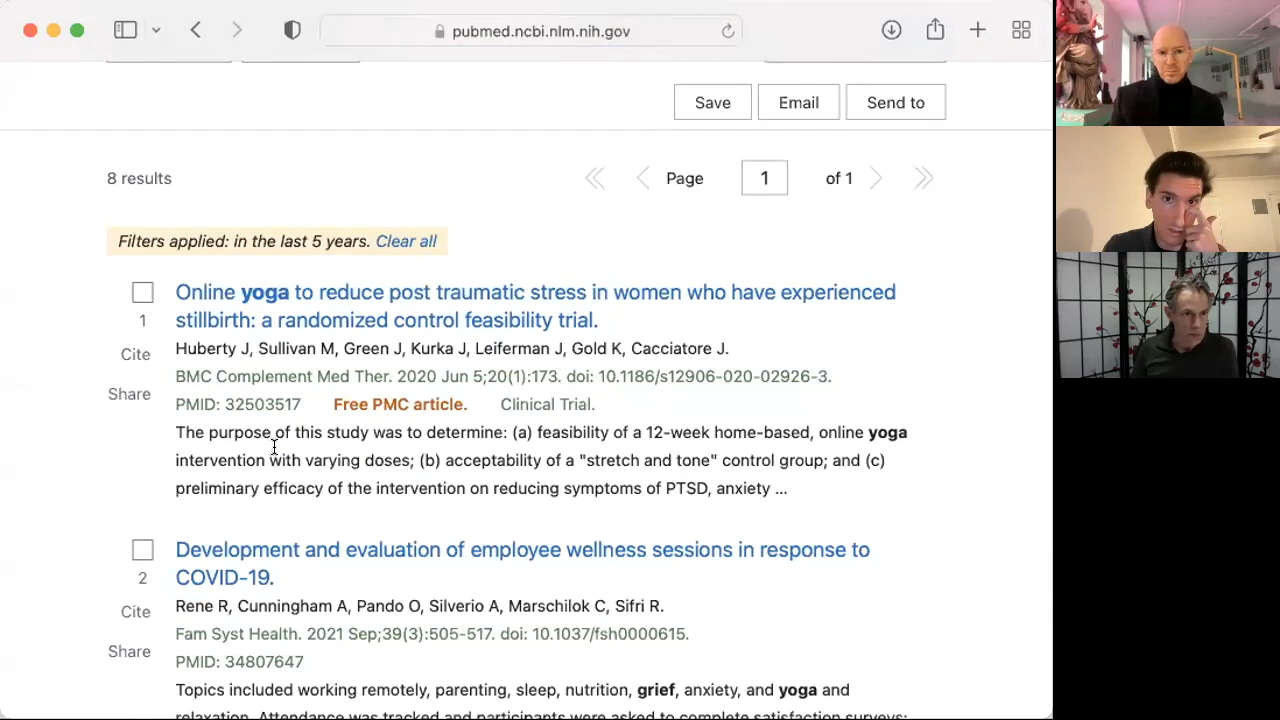 pubmed.ncbi.nlm.nih.gov
Save
Email
Send to
8 results
Page
1
of 1
Filters applied: in the last 5 years. Clear all
Online yoga to reduce post traumatic stress in women who have experienced
stillbirth: a randomized control feasibility trial.
1
Cite
Share
Huberty J, Sullivan M, Green J, Kurka J, Leiferman J, Gold K, Cacciatore J.
BMC Complement Med Ther. 2020 Jun 5;20(1):173. doi: 10.1186/s12906-020-02926-3.
PMID: 32503517 Free PMC article. Clinical Trial.
The purpose of this study was to determine: (a) feasibility of a 12-week home-based, online yoga
intervention with varying doses; (b) acceptability of a "stretch and tone" control group; and (c)
preliminary efficacy of the intervention on reducing symptoms of PTSD, anxiety ...
Development and evaluation of employee wellness sessions in response to
COVID-19.
2
Cite
Share
Rene R, Cunningham A, Pando O, Silverio A, Marschilok C, Sifri R.
Fam Syst Health. 2021 Sep;39(3):505-517. doi: 10.1037/fsh0000615.
PMID: 34807647
Topics included working remotely, parenting, sleep, nutrition, grief, anxiety, and yoga and
relaxation. Attendance was tracked and participants were asked to complete satisfaction surveys;